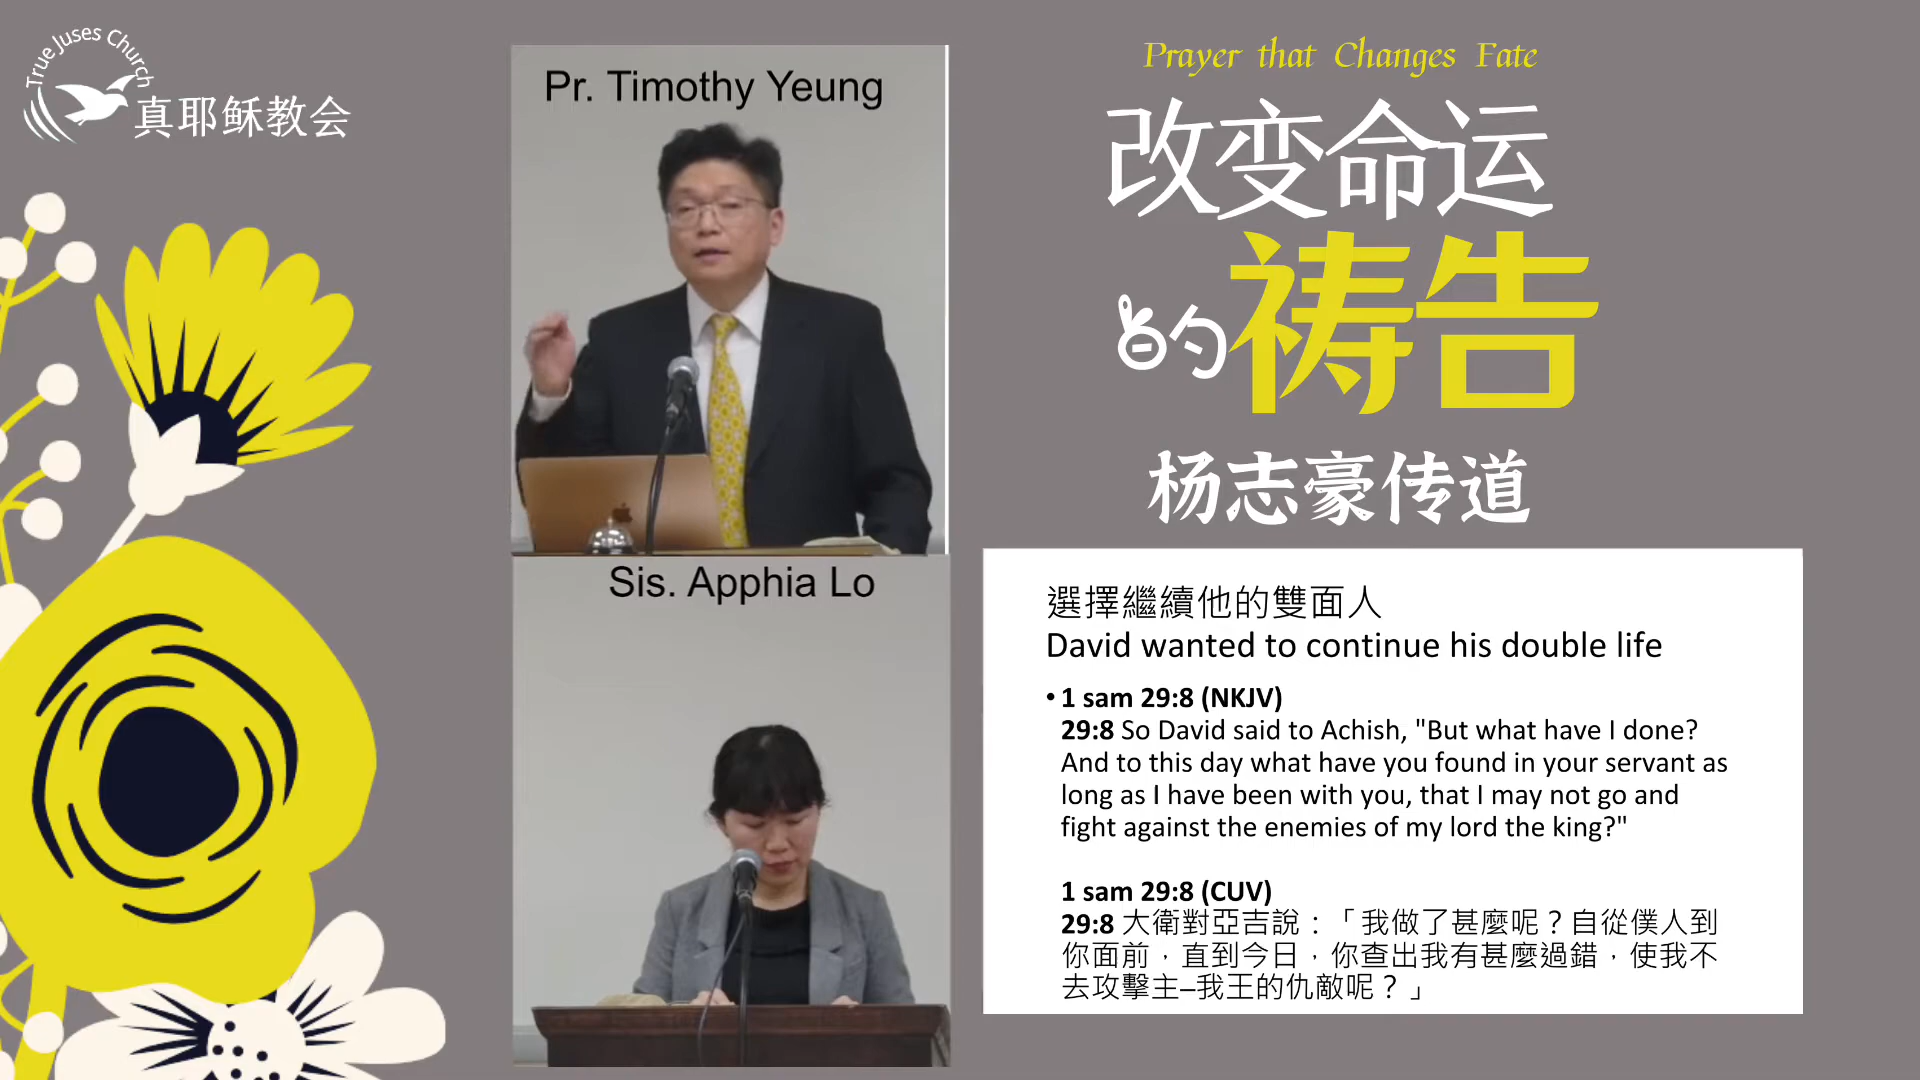 True Juses Church
真耶稣教会
Pr. Timothy Yeung
Sis. Apphia Lo
Prayer that Changes Fate
改变命运
的祷告
杨志豪传道
選擇繼續他的雙面人
David wanted to continue his double life
• 1 sam 29:8 (NKJV)
29:8 So David said to Achish, "But what have I done?
And to this day what have you found in your servant as
long as I have been with you, that I may not go and
fight against the enemies of my lord the king?"
1 sam 29:8 (CUV)
29:8 大衛對亞吉說：「我做了甚麼呢？自從僕人到
你面前，直到今日，你查出我有甚麼過錯，使我不
去攻擊主–我王的仇敵呢？」